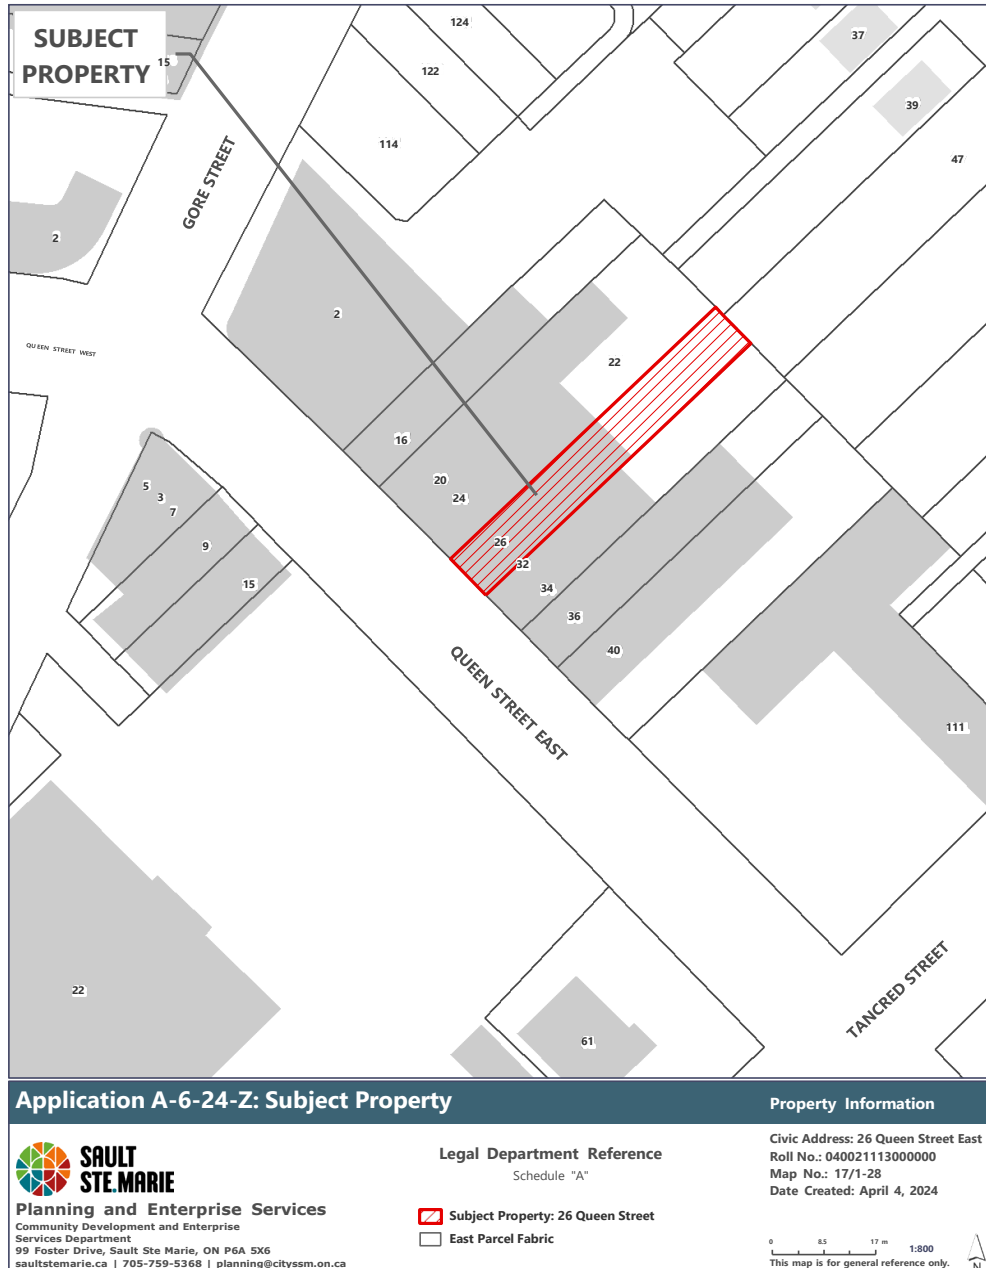 SUBJECT
PROPERTY
15
124
122
114
37
39
47
GORE STREET
2
2
QUEEN STREET WEST
22
16
20
24
26
32
34
36
40
5
3
7
9
15
QUEEN STREET EAST
111
22
61
TANCRED STREET
Application A-6-24-Z: Subject Property
Property Information
SAULT
STE.MARIE
Planning and Enterprise Services
Community Development and Enterprise
Services Department
99 Foster Drive, Sault Ste Marie, ON P6A 5X6
saultstemarie.ca | 705-759-5368 | planning@cityssm.on.ca
Legal Department Reference
Schedule "A"
Subject Property: 26 Queen Street
East Parcel Fabric
Civic Address: 26 Queen Street East
Roll No.: 040021113000000
Map No.: 17/1-28
Date Created: April 4, 2024
0 8.5 17 m
1:800
This map is for general reference only.
N